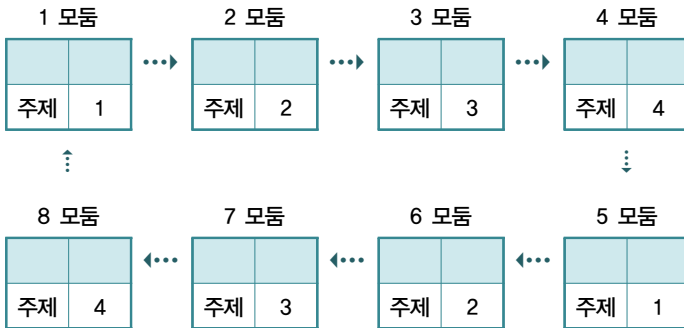 1 모둠 2 모둠 3 모둠 4 모둠
주제 1 주제 2 주제 3 주제 4
8 모둠 7 모둠 6 모둠 5 모둠
주제 4 주제 3 주제 2 주제 1